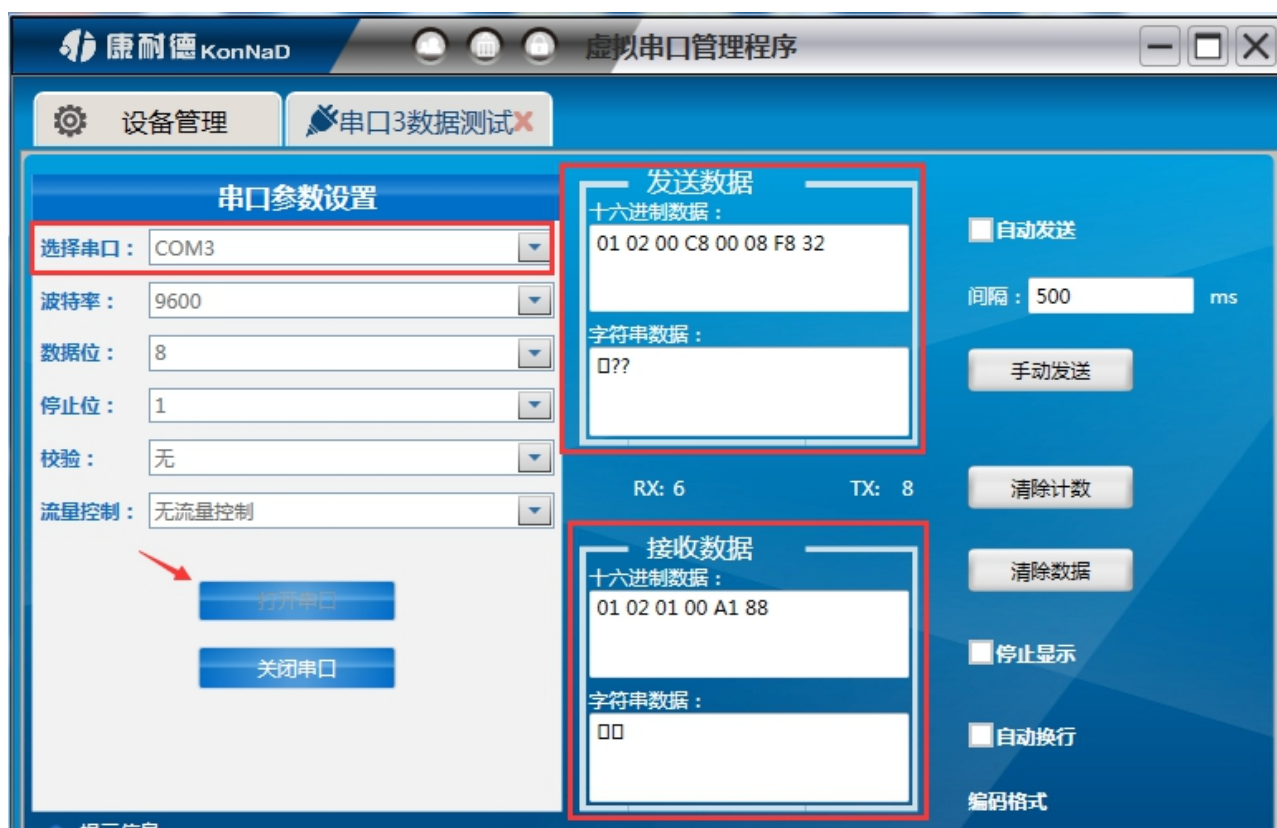 康耐德 KonNaD 虚拟串口管理程序
设备管理 串口3数据测试
串口参数设置
选择串口： COM3
波特率： 9600
数据位： 8
停止位： 1
校验： 无
流量控制： 无流量控制
打开串口
关闭串口
发送数据
十六进制数据：
01 02 00 C8 00 08 F8 32
字符串数据：
□??
RX: 6 TX: 8
接收数据
十六进制数据：
01 02 01 00 A1 88
字符串数据：
□□
自动发送
间隔： 500 ms
手动发送
清除计数
清除数据
停止显示
自动换行
编码格式
提示信息